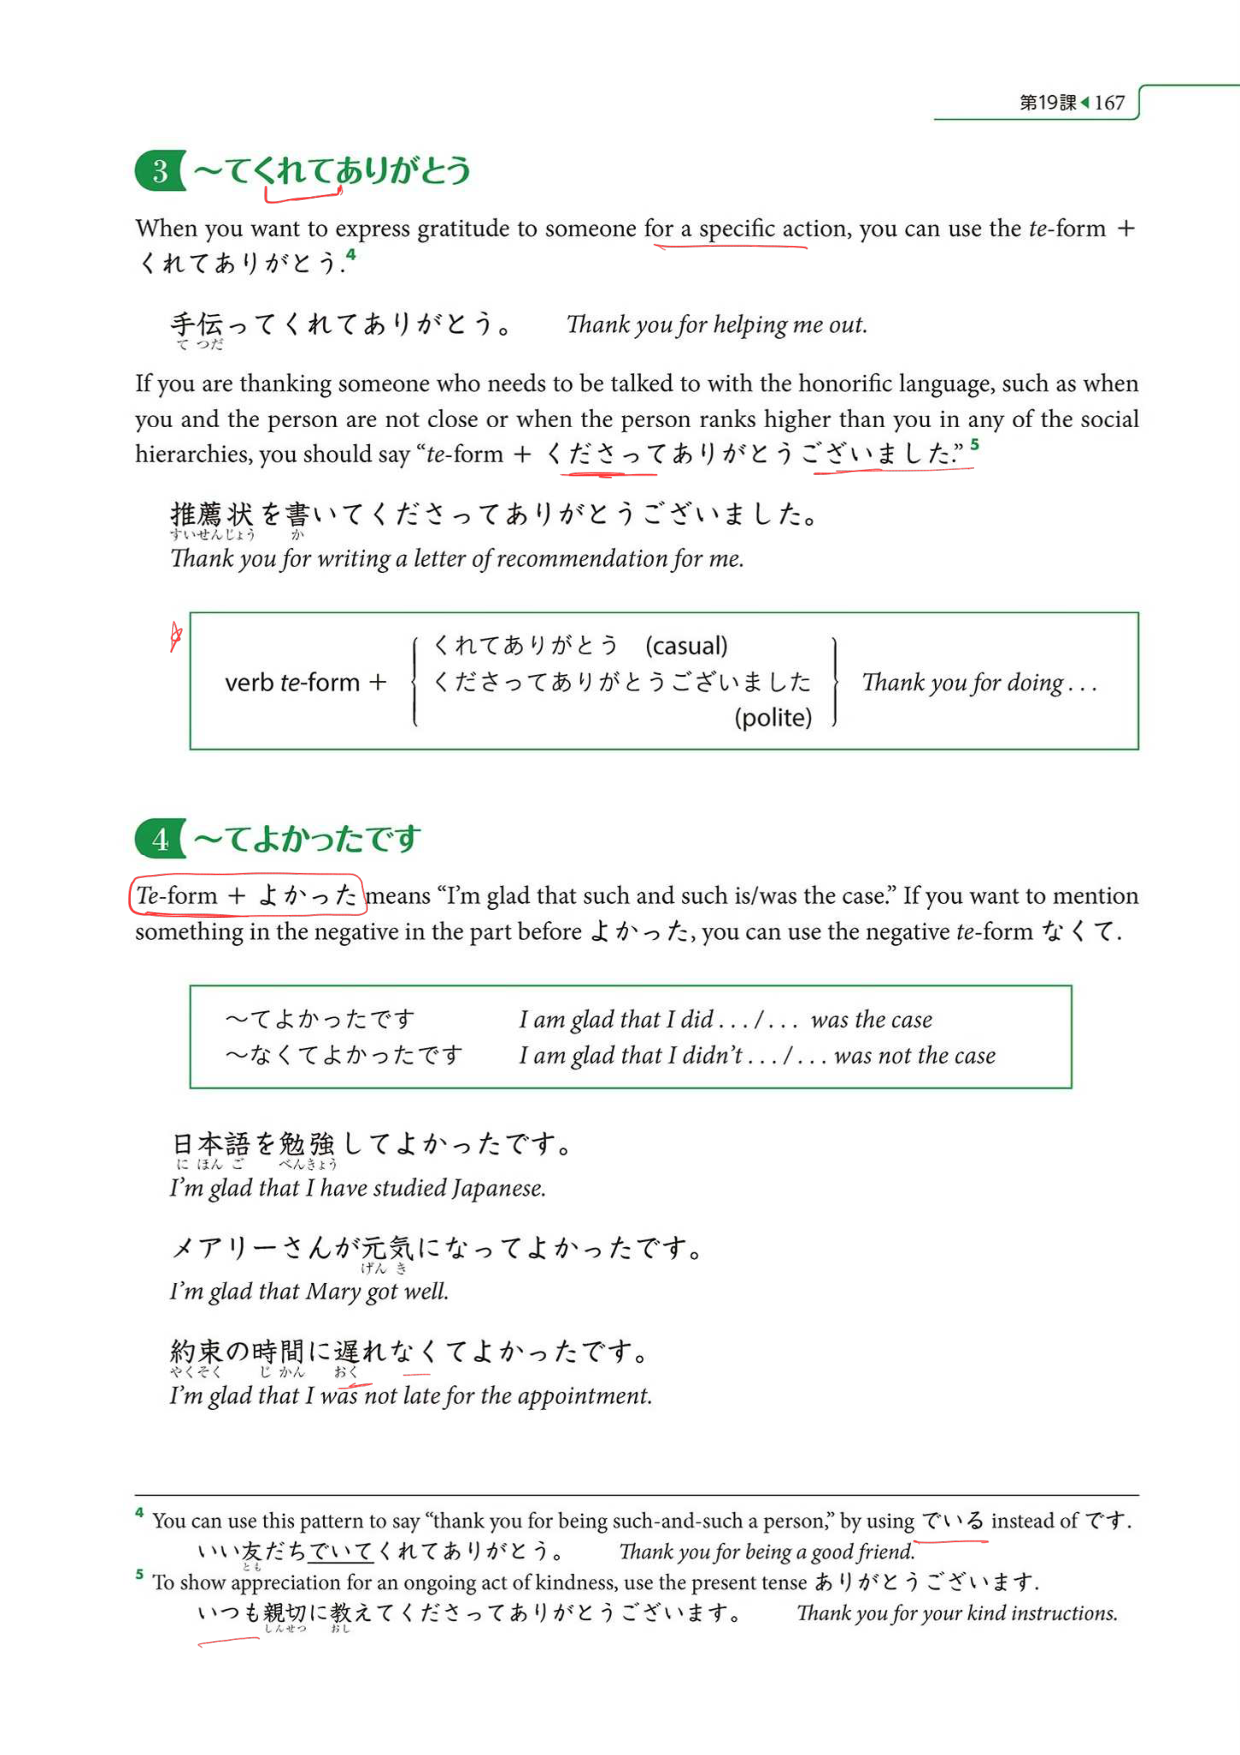 第19課◀167
3 〜てくれてありがとう
When you want to express gratitude to someone for a specific action, you can use the te-form +
くれてありがとう.4
手伝ってくれてありがとう。 Thank you for helping me out.
て つだ
If you are thanking someone who needs to be talked to with the honorific language, such as when
you and the person are not close or when the person ranks higher than you in any of the social
hierarchies, you should say “te-form + くださってありがとうございました.” 5
推薦状を書いてくださってありがとうございました。
すいせんじょう か
Thank you for writing a letter of recommendation for me.
くれてありがとう (casual)
verb te-form + くださってありがとうございました Thank you for doing . . .
(polite)
4 〜てよかったです
Te-form + よかった means “I’m glad that such and such is/was the case.” If you want to mention
something in the negative in the part before よかった, you can use the negative te-form なくて.
〜てよかったです I am glad that I did . . . / . . . was the case
〜なくてよかったです I am glad that I didn’t . . . / . . . was not the case
日本語を勉強してよかったです。
に ほん ご べんきょう
I’m glad that I have studied Japanese.
メアリーさんが元気になってよかったです。
げん き
I’m glad that Mary got well.
約束の時間に遅れなくてよかったです。
やくそく じ かん おく
I’m glad that I was not late for the appointment.
4 You can use this pattern to say “thank you for being such-and-such a person,” by using でいる instead of です.
いい友だちでいてくれてありがとう。 Thank you for being a good friend.
とも
5 To show appreciation for an ongoing act of kindness, use the present tense ありがとうございます.
いつも親切に教えてくださってありがとうございます。 Thank you for your kind instructions.
しんせつ おし